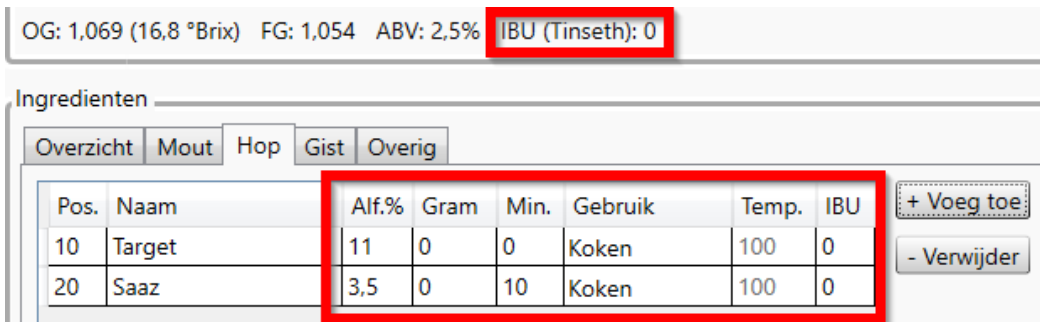 OG: 1,069 (16,8 °Brix) FG: 1,054 ABV: 2,5% IBU (Tinseth): 0
Ingredienten
Overzicht Mout Hop Gist Overig
Pos. Naam Alf.% Gram Min. Gebruik Temp. IBU + Voeg toe
10 Target 11 0 0 Koken 100 0
- Verwijder
20 Saaz 3,5 0 10 Koken 100 0